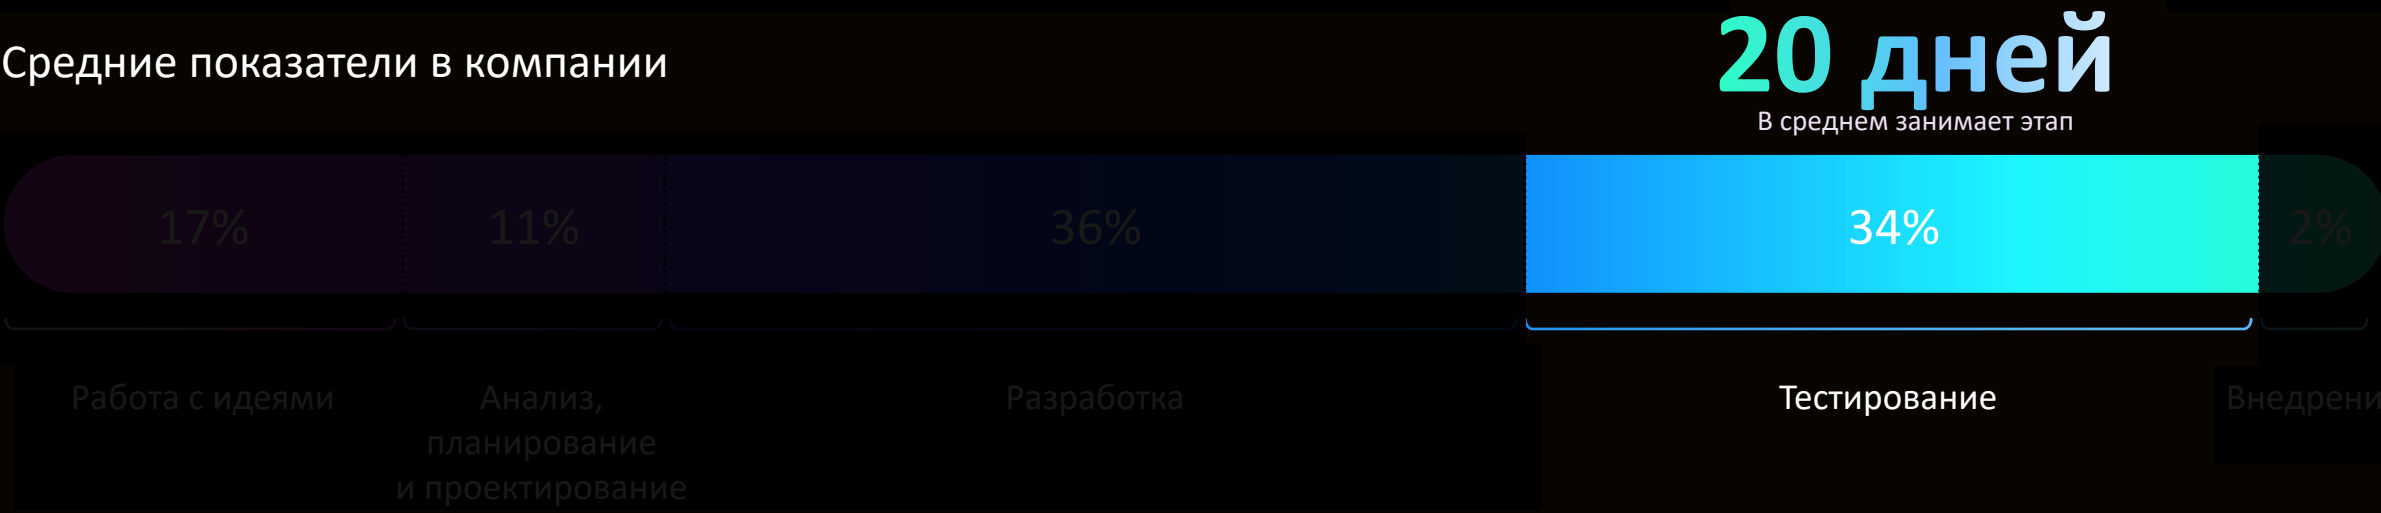 Средние показатели в компании
20 дней
В среднем занимает этап
17%
11%
36%
34%
2%
Работа с идеями
Анализ,
планирование
и проектирование
Разработка
Тестирование
Внедрени